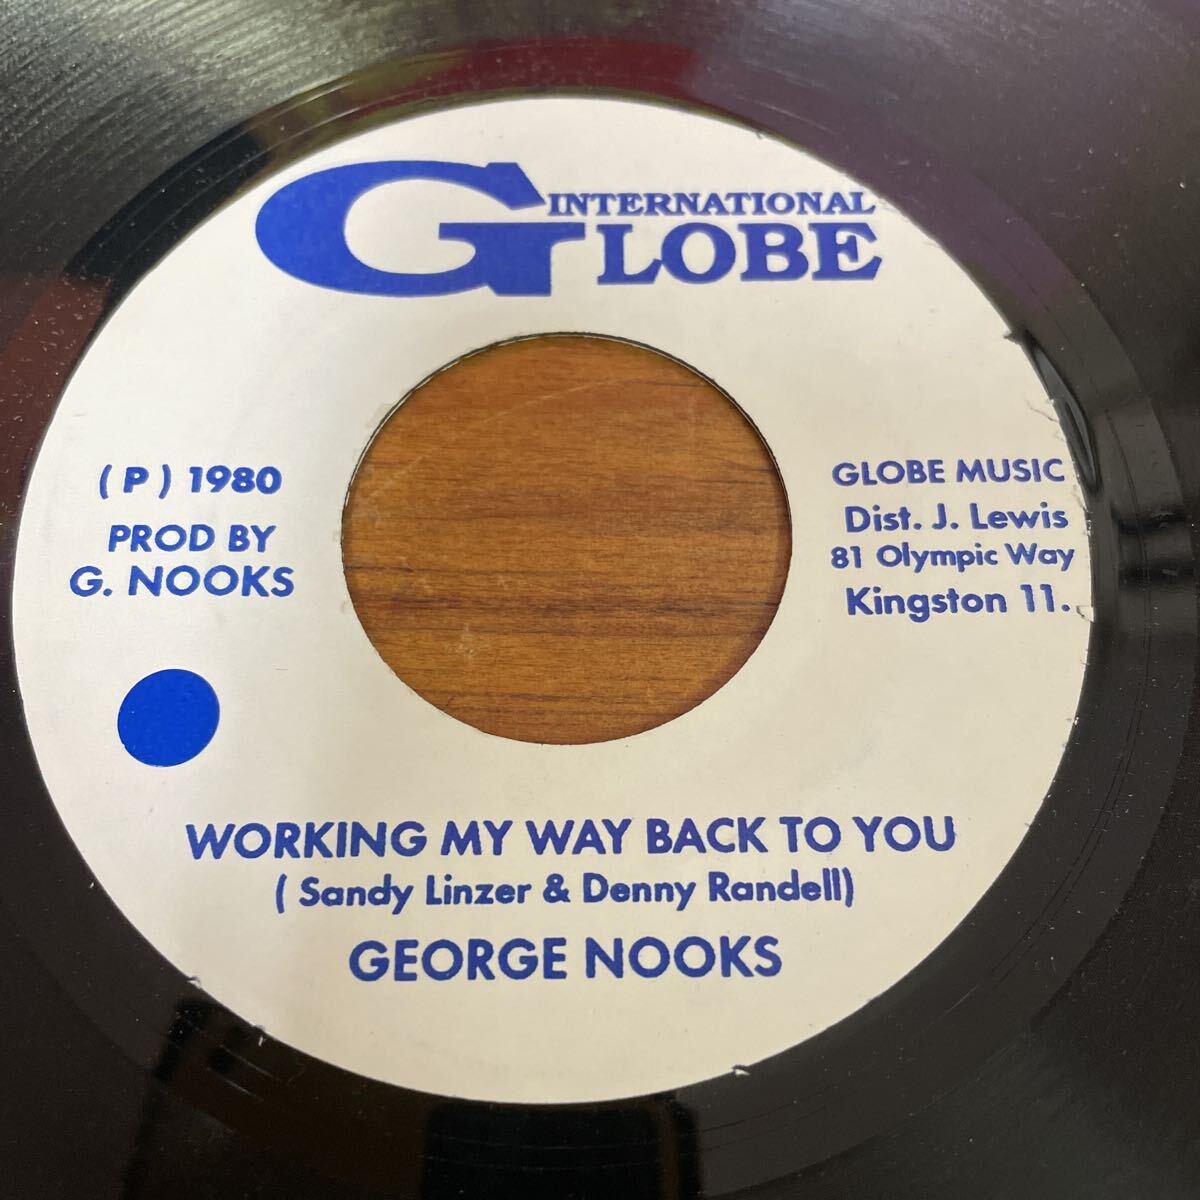 INTERNATIONAL
GLOBE
( P ) 1980
PROD BY
G. NOOKS
GLOBE MUSIC
Dist. J. Lewis
81 Olympic Way
Kingston 11.
WORKING MY WAY BACK TO YOU
( Sandy Linzer & Denny Randell)
GEORGE NOOKS